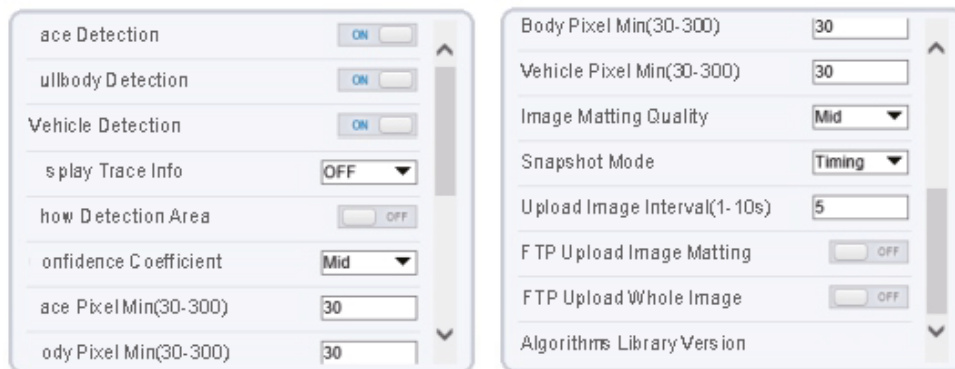 ace Detection ON
ullbody Detection ON
Vehicle Detection ON
splay Trace Info OFF
how Detection Area OFF
onfidence Coefficient Mid
ace Pixel Min(30-300) 30
ody Pixel Min(30-300) 30
Body Pixel Min(30-300) 30
Vehicle Pixel Min(30-300) 30
Image Matting Quality Mid
Snapshot Mode Timing
Upload Image Interval(1-10s) 5
FTP Upload Image Matting OFF
FTP Upload Whole Image OFF
Algorithms Library Version